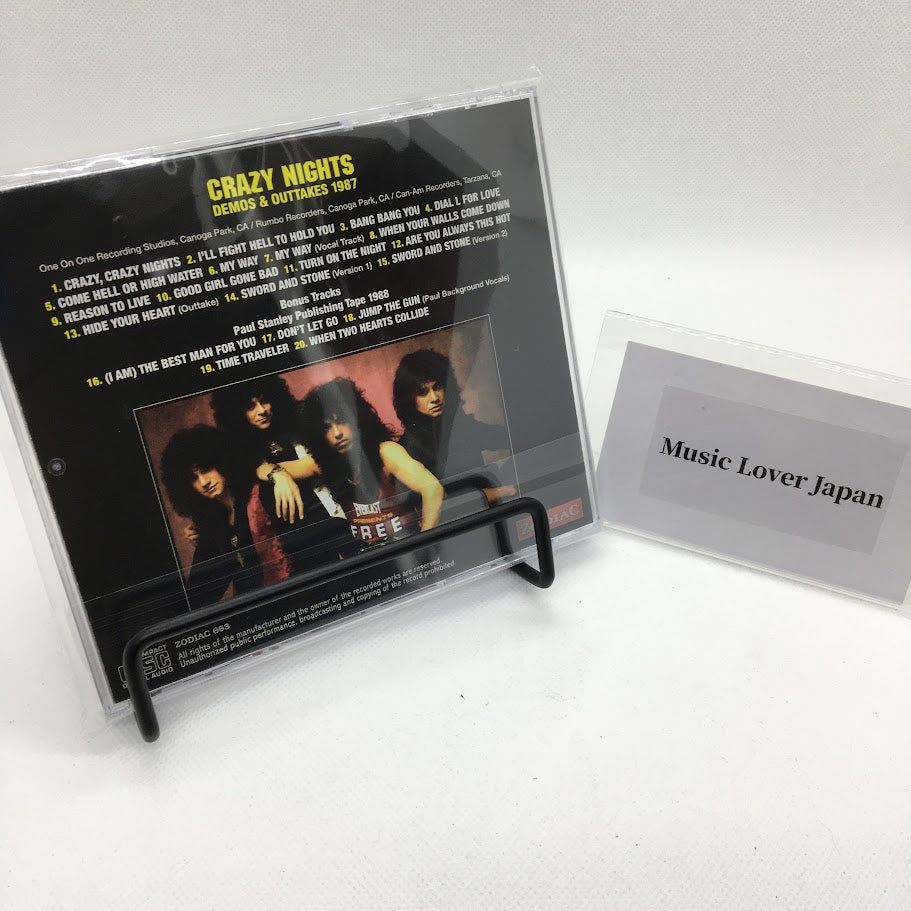 CRAZY NIGHTS
DEMOS & OUTTAKES 1987
One On One Recording Studios, Canoga Park, CA / Rumbo Recorders, Canoga Park, CA / Can-Am Recorders, Tarzana, CA
1. CRAZY, CRAZY NIGHTS 2. I'LL FIGHT HELL TO HOLD YOU 3. BANG BANG YOU 4. DIAL L FOR LOVE
5. COME HELL OR HIGH WATER 6. MY WAY 7. MY WAY (Vocal Track) 8. WHEN YOUR WALLS COME DOWN
9. REASON TO LIVE 10. GOOD GIRL GONE BAD 11. TURN ON THE NIGHT 12. ARE YOU ALWAYS THIS HOT
13. HIDE YOUR HEART (Outtake) 14. SWORD AND STONE (Version 1) 15. SWORD AND STONE (Version 2)
Bonus Tracks
Paul Stanley Publishing Tape 1988
16. (I AM) THE BEST MAN FOR YOU 17. DON'T LET GO 18. JUMP THE GUN (Paul Background Vocals)
19. TIME TRAVELER 20. WHEN TWO HEARTS COLLIDE
EVERLAST
PRESENTS
FREE
ZODIAC
ZODIAC 663
All rights of the manufacturer and the owner of the recorded works are reserved.
Unauthorized public performance, broadcasting and copying of the record prohibited.
AUDIO
Music Lover Japan